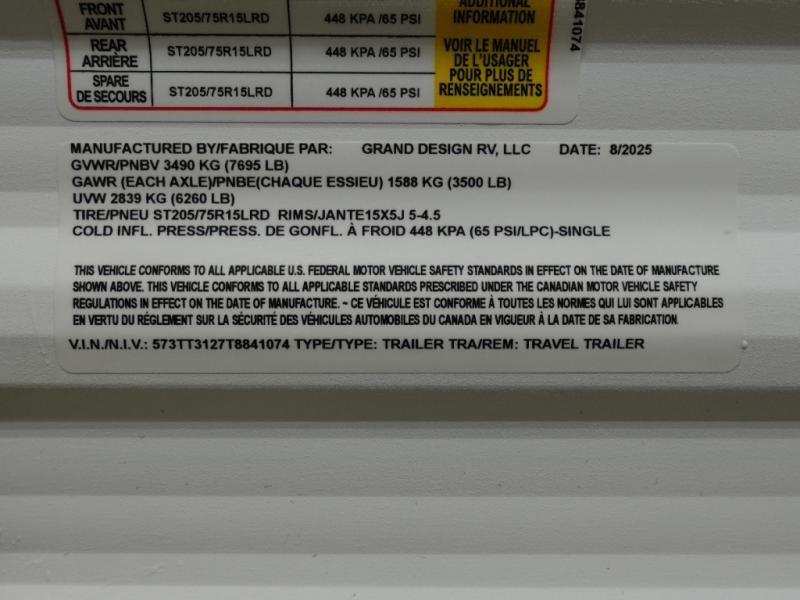 FRONT
AVANT
ST205/75R15LRD
448 KPA /65 PSI
ADDITIONAL
INFORMATION
REAR
ARRIÈRE
ST205/75R15LRD
448 KPA /65 PSI
VOIR LE MANUEL
DE L'USAGER
POUR PLUS DE
RENSEIGNEMENTS
SPARE
DE SECOURS
ST205/75R15LRD
448 KPA /65 PSI
8841074
MANUFACTURED BY/FABRIQUE PAR: GRAND DESIGN RV, LLC DATE: 8/2025
GVWR/PNBV 3490 KG (7695 LB)
GAWR (EACH AXLE)/PNBE(CHAQUE ESSIEU) 1588 KG (3500 LB)
UVW 2839 KG (6260 LB)
TIRE/PNEU ST205/75R15LRD RIMS/JANTE15X5J 5-4.5
COLD INFL. PRESS/PRESS. DE GONFL. À FROID 448 KPA (65 PSI/LPC)-SINGLE
THIS VEHICLE CONFORMS TO ALL APPLICABLE U.S. FEDERAL MOTOR VEHICLE SAFETY STANDARDS IN EFFECT ON THE DATE OF MANUFACTURE
SHOWN ABOVE. THIS VEHICLE CONFORMS TO ALL APPLICABLE STANDARDS PRESCRIBED UNDER THE CANADIAN MOTOR VEHICLE SAFETY
REGULATIONS IN EFFECT ON THE DATE OF MANUFACTURE. ~ CE VÉHICULE EST CONFORME À TOUTES LES NORMES QUI LUI SONT APPLICABLES
EN VERTU DU RÉGLEMENT SUR LA SÉCURITÉ DES VÉHICULES AUTOMOBILES DU CANADA EN VIGUEUR À LA DATE DE SA FABRICATION.
V.I.N./N.I.V.: 573TT3127T8841074 TYPE/TYPE: TRAILER TRA/REM: TRAVEL TRAILER